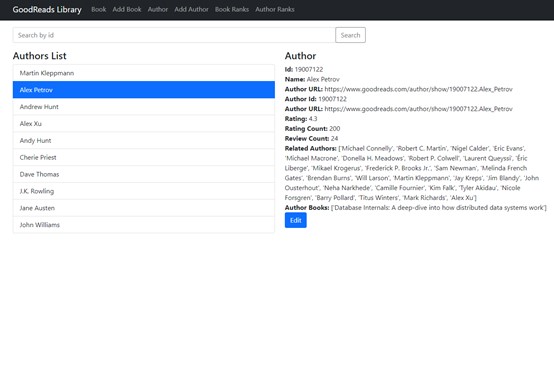 GoodReads Library Book Add Book Author Add Author Book Ranks Author Ranks
Search by id Search
Authors List
Martin Kleppmann
Alex Petrov
Andrew Hunt
Alex Xu
Andy Hunt
Cherie Priest
Dave Thomas
J.K. Rowling
Jane Austen
John Williams
Author
Id: 19007122
Name: Alex Petrov
Author URL: https://www.goodreads.com/author/show/19007122.Alex_Petrov
Author Id: 19007122
Author URL: https://www.goodreads.com/author/show/19007122.Alex_Petrov
Rating: 4.3
Rating Count: 200
Review Count: 24
Related Authors: ['Michael Connelly', 'Robert C. Martin', 'Nigel Calder', 'Eric Evans',
'Michael Macrone', 'Donella H. Meadows', 'Robert P. Colwell', 'Laurent Queyssi', 'Éric
Liberge', 'Mikael Krogerus', 'Frederick P. Brooks Jr.', 'Sam Newman', 'Melinda French
Gates', 'Brendan Burns', 'Will Larson', 'Martin Kleppmann', 'Jay Kreps', 'Jim Blandy', 'John
Ousterhout', 'Neha Narkhede', 'Camille Fournier', 'Kim Falk', 'Tyler Akidau', 'Nicole
Forsgren', 'Barry Pollard', 'Titus Winters', 'Mark Richards', 'Alex Xu']
Author Books: ['Database Internals: A deep-dive into how distributed data systems work']
Edit